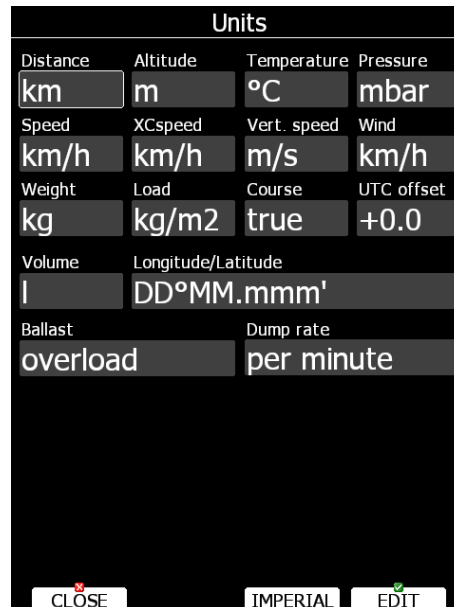 Units
Distance Altitude Temperature Pressure
km m °C mbar
Speed XCspeed Vert. speed Wind
km/h km/h m/s km/h
Weight Load Course UTC offset
kg kg/m2 true +0.0
Volume Longitude/Latitude
l DD°MM.mmm'
Ballast Dump rate
overload per minute
CLOSE IMPERIAL EDIT